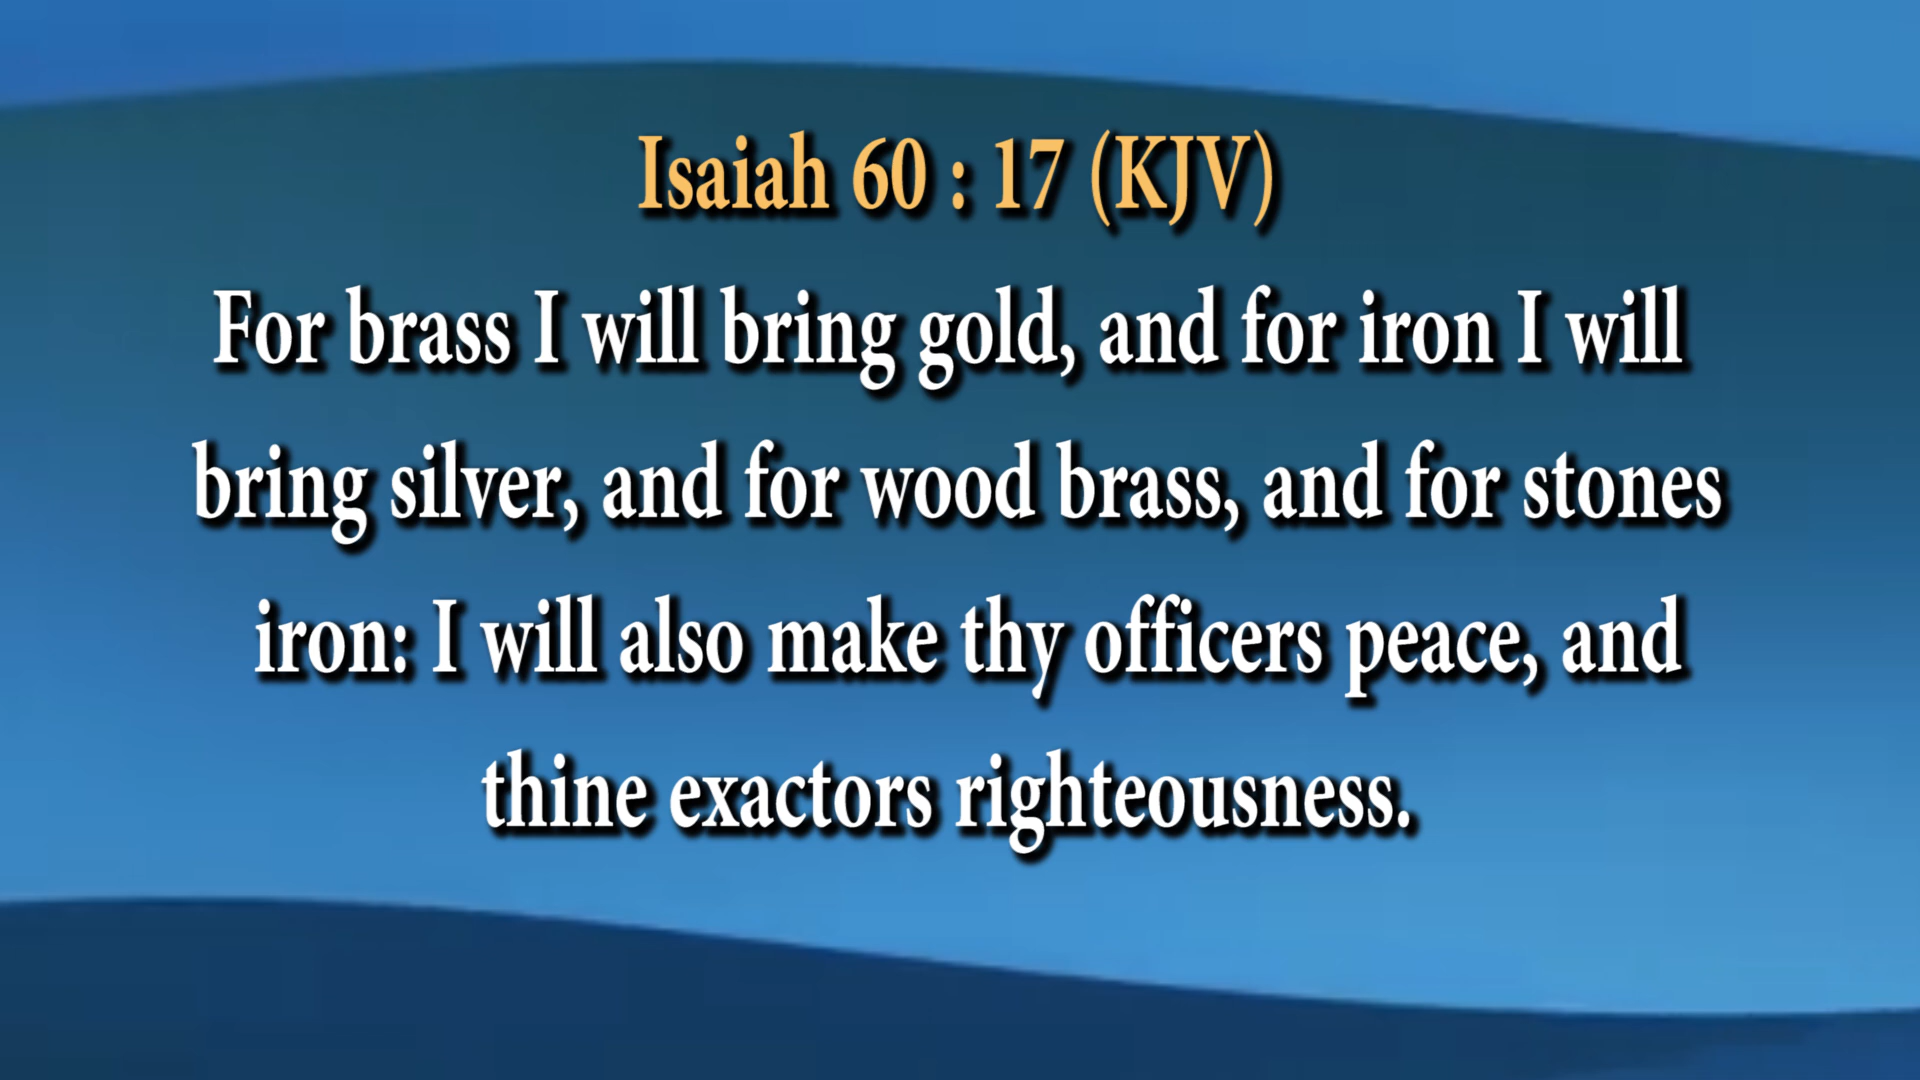 Isaiah 60 : 17 (KJV)
For brass I will bring gold, and for iron I will
bring silver, and for wood brass, and for stones
iron: I will also make thy officers peace, and
thine exactors righteousness.